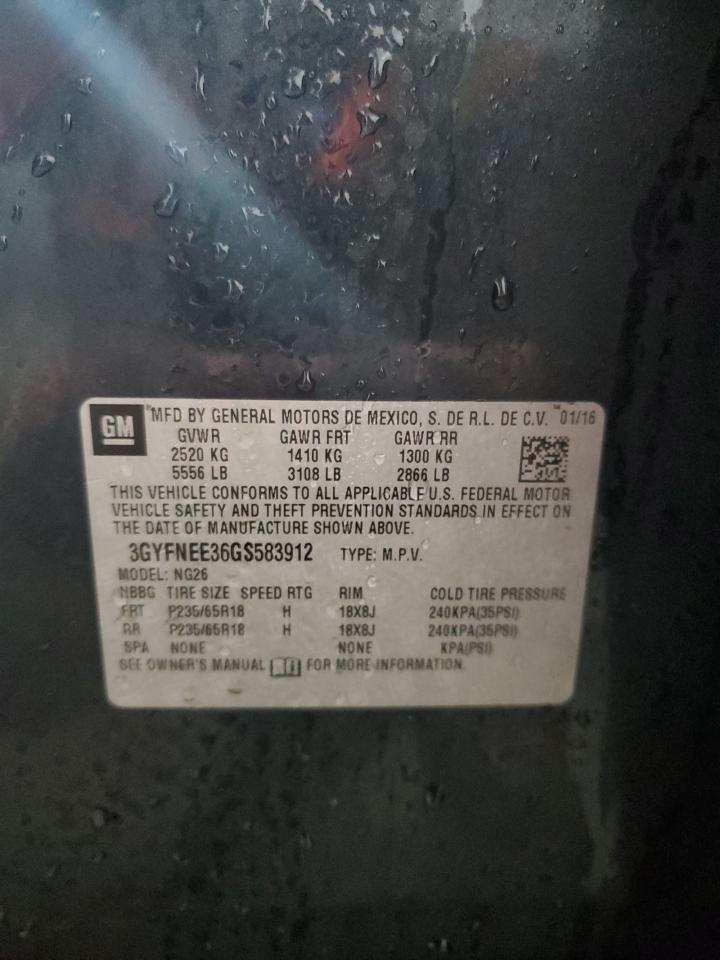 GM
MFD BY GENERAL MOTORS DE MEXICO, S. DE R.L. DE C.V. 01/16
GVWR GAWR FRT GAWR RR
2520 KG 1410 KG 1300 KG
5556 LB 3108 LB 2866 LB
THIS VEHICLE CONFORMS TO ALL APPLICABLE U.S. FEDERAL MOTOR
VEHICLE SAFETY AND THEFT PREVENTION STANDARDS IN EFFECT ON
THE DATE OF MANUFACTURE SHOWN ABOVE.
3GYFNEE36GS583912 TYPE: M.P.V.
MODEL: NG26
NBBG TIRE SIZE SPEED RTG RIM COLD TIRE PRESSURE
FRT P235/65R18 H 18X8J 240KPA(35PSI)
RR P235/65R18 H 18X8J 240KPA(35PSI)
SPA NONE NONE KPA(PSI)
SEE OWNER'S MANUAL FOR MORE INFORMATION.